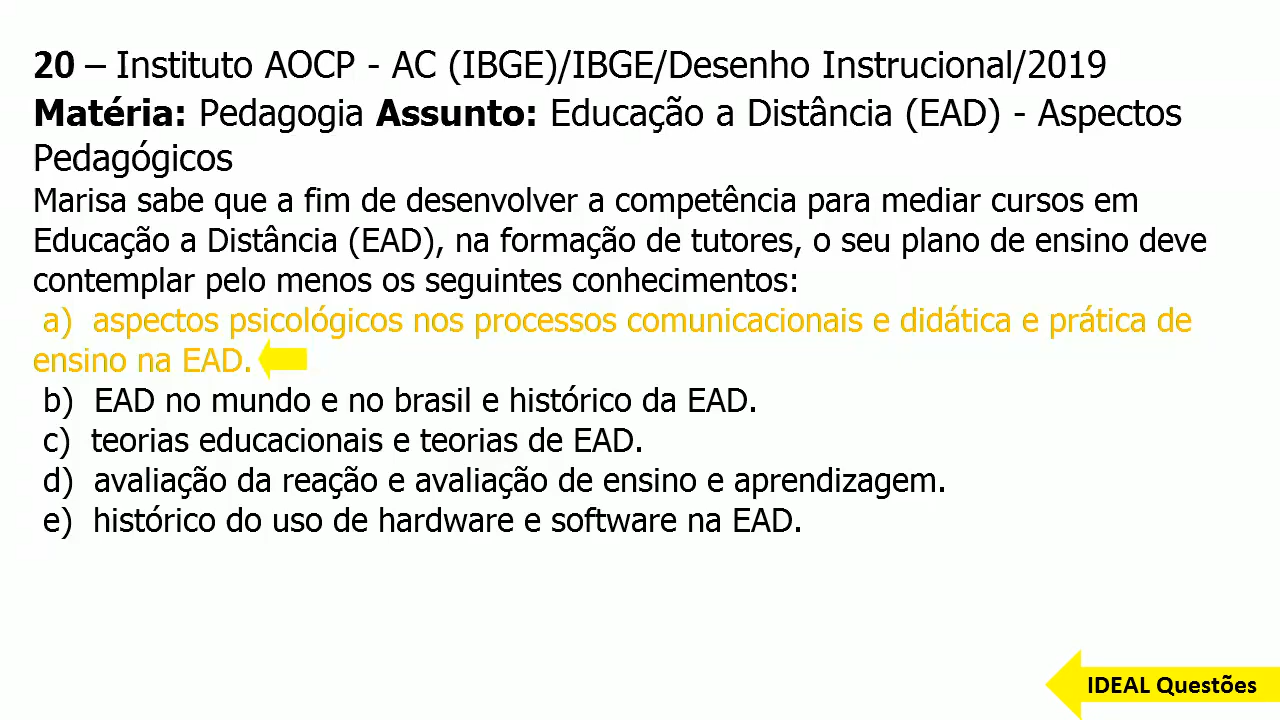 20 – Instituto AOCP - AC (IBGE)/IBGE/Desenho Instrucional/2019
Matéria: Pedagogia Assunto: Educação a Distância (EAD) - Aspectos
Pedagógicos
Marisa sabe que a fim de desenvolver a competência para mediar cursos em
Educação a Distância (EAD), na formação de tutores, o seu plano de ensino deve
contemplar pelo menos os seguintes conhecimentos:
a) aspectos psicológicos nos processos comunicacionais e didática e prática de
ensino na EAD.
b) EAD no mundo e no brasil e histórico da EAD.
c) teorias educacionais e teorias de EAD.
d) avaliação da reação e avaliação de ensino e aprendizagem.
e) histórico do uso de hardware e software na EAD.
IDEAL Questões